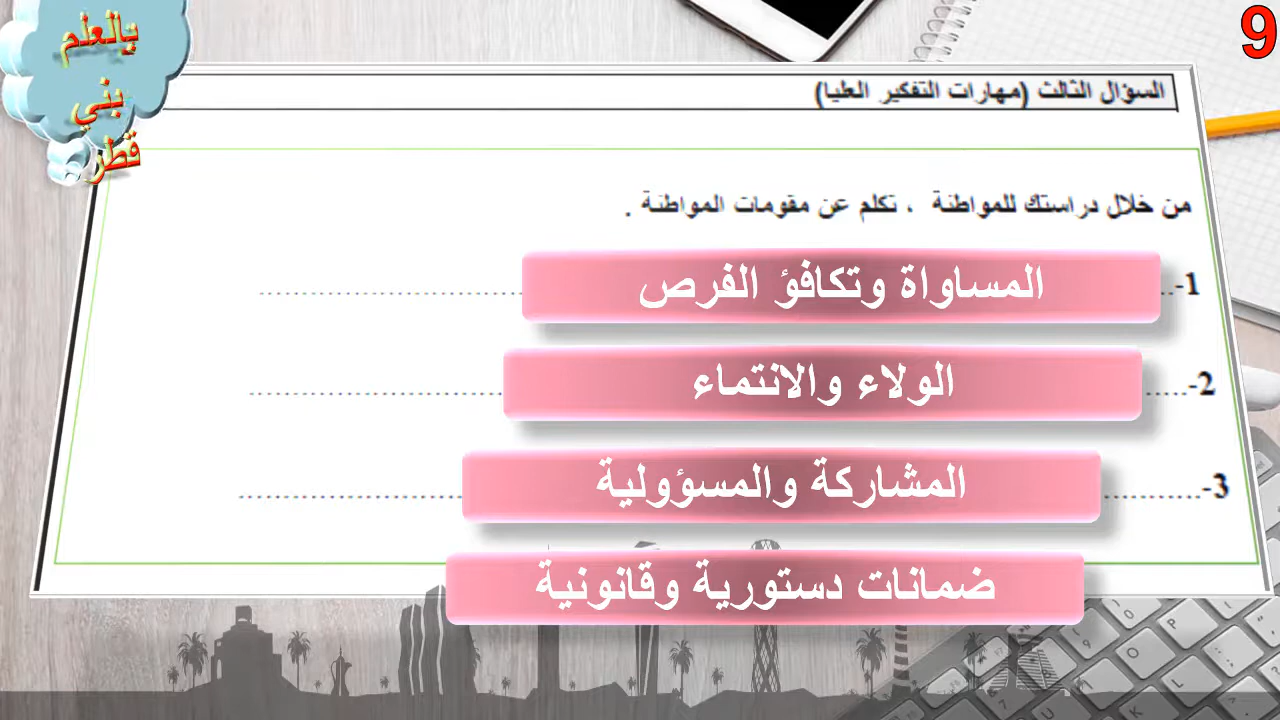 9
بالعلم
نبني
قطر
السؤال الثالث (مهارات التفكير العليا)
من خلال دراستك للمواطنة ، تكلم عن مقومات المواطنة .
1-.. المساواة وتكافؤ الفرص
2-..... الولاء والانتماء
3-........... المشاركة والمسؤولية
ضمانات دستورية وقانونية